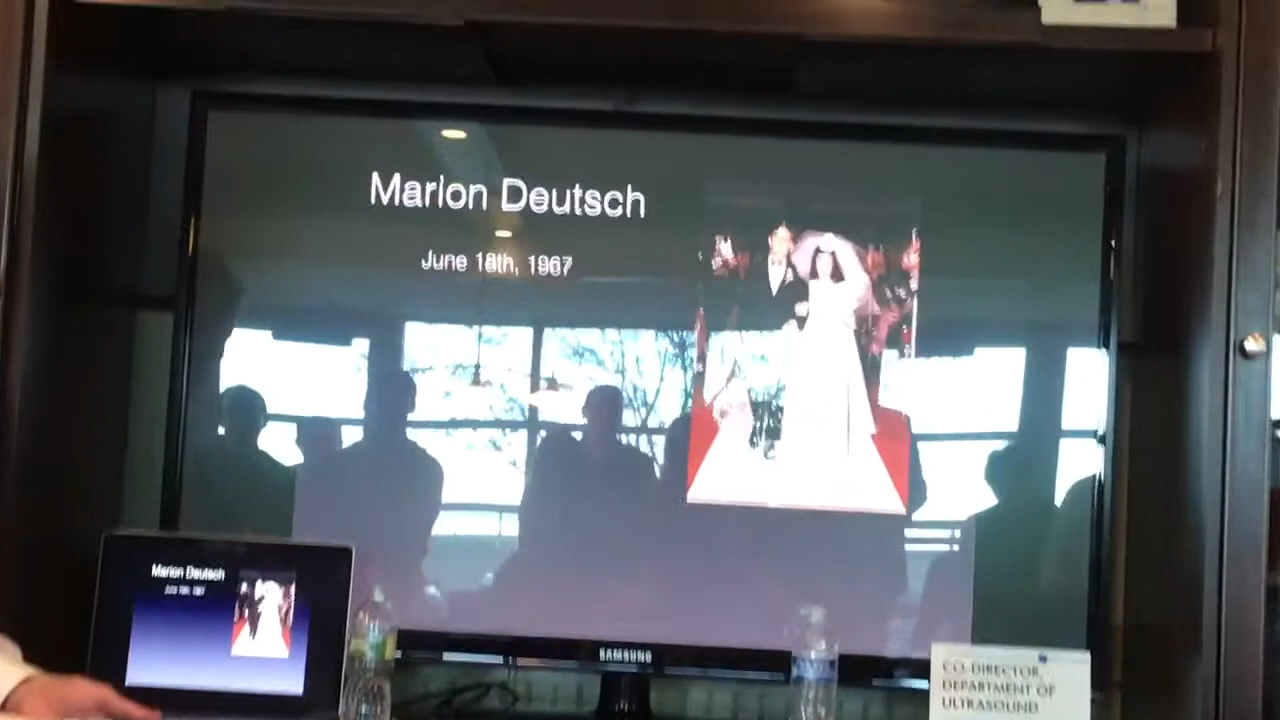 Marion Deutsch
June 18th, 1967
SAMSUNG
Marion Deutsch
CO-DIRECTOR,
DEPARTMENT OF
ULTRASOUND